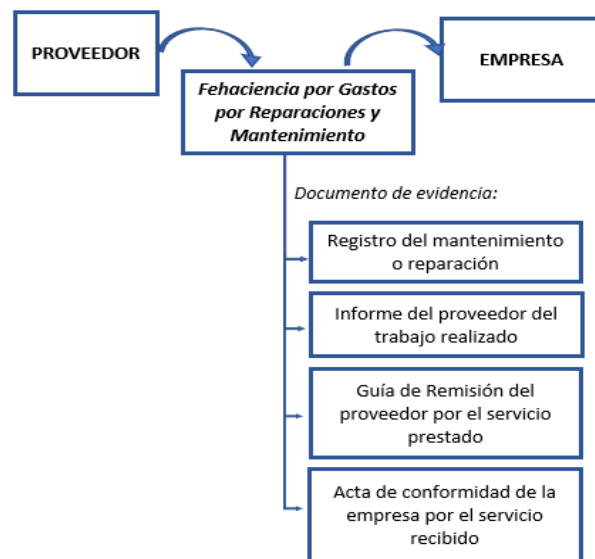 PROVEEDOR
EMPRESA
Fehaciencia por Gastos
por Reparaciones y
Mantenimiento
Documento de evidencia:
Registro del mantenimiento
o reparación
Informe del proveedor del
trabajo realizado
Guía de Remisión del
proveedor por el servicio
prestado
Acta de conformidad de la
empresa por el servicio
recibido